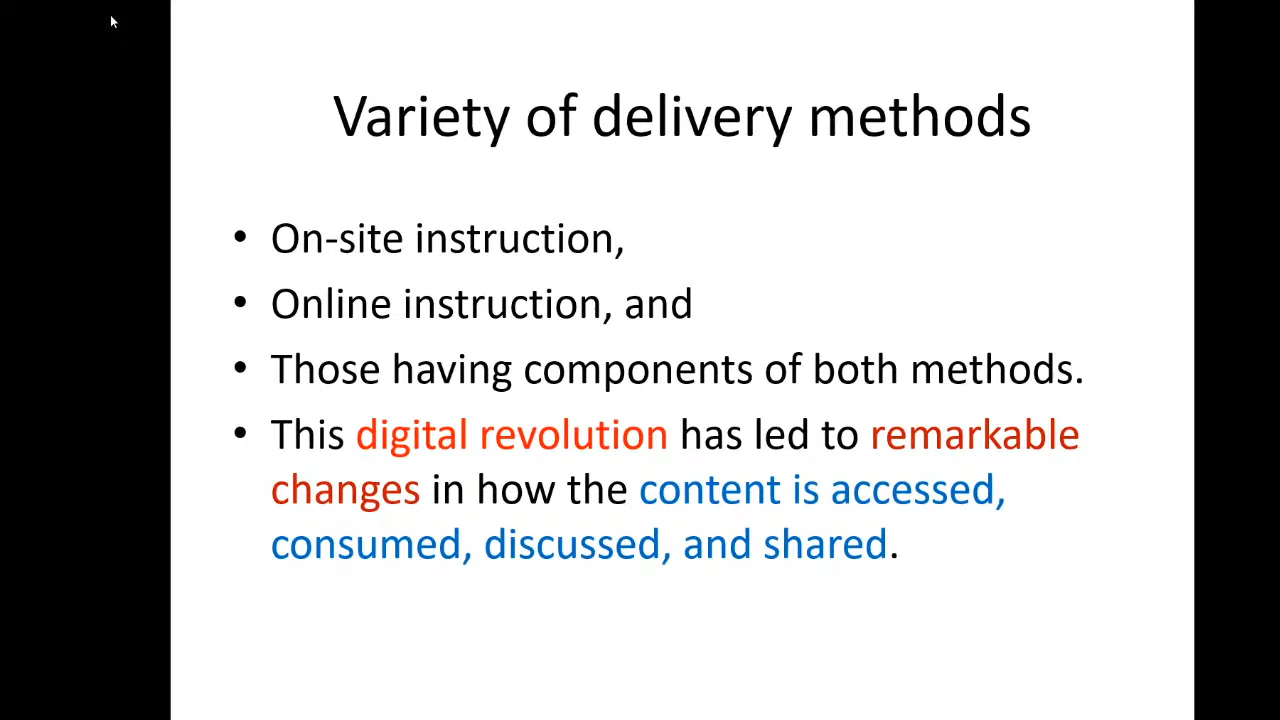 Variety of delivery methods
• On-site instruction,
• Online instruction, and
• Those having components of both methods.
• This digital revolution has led to remarkable
changes in how the content is accessed,
consumed, discussed, and shared.